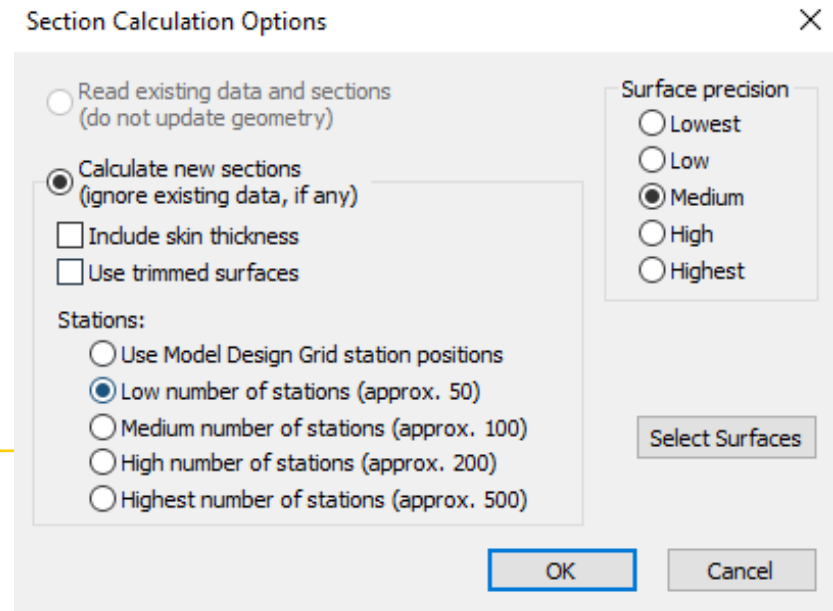 Section Calculation Options
Read existing data and sections
(do not update geometry)
Calculate new sections
(ignore existing data, if any)
Include skin thickness
Use trimmed surfaces
Stations:
Use Model Design Grid station positions
Low number of stations (approx. 50)
Medium number of stations (approx. 100)
High number of stations (approx. 200)
Highest number of stations (approx. 500)
Surface precision
Lowest
Low
Medium
High
Highest
Select Surfaces
OK
Cancel